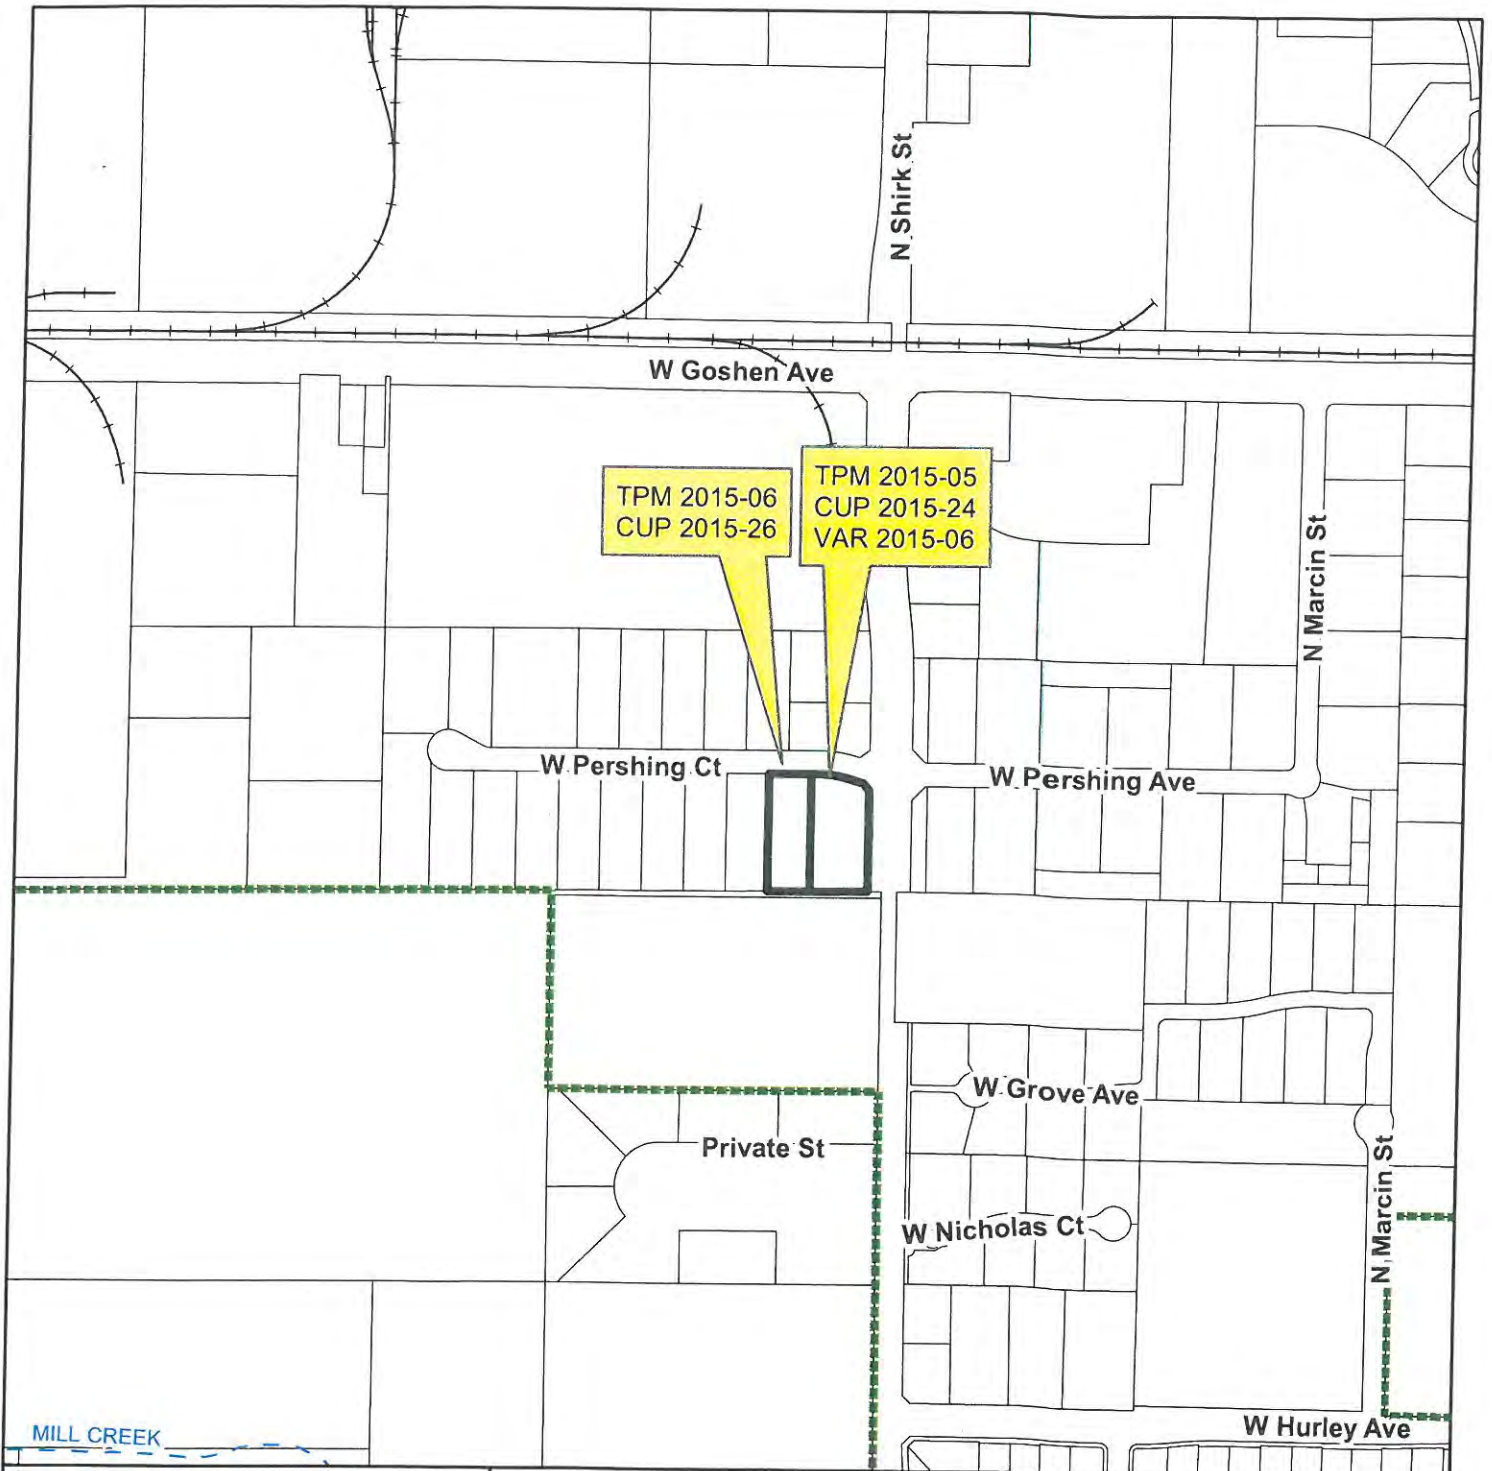 N Shirk St
W Goshen Ave
TPM 2015-06
CUP 2015-26
TPM 2015-05
CUP 2015-24
VAR 2015-06
N Marcin St
W Pershing Ct
W Pershing Ave
W Grove Ave
Private St
N Marcin St
W Nicholas Ct
W Hurley Ave
MILL CREEK